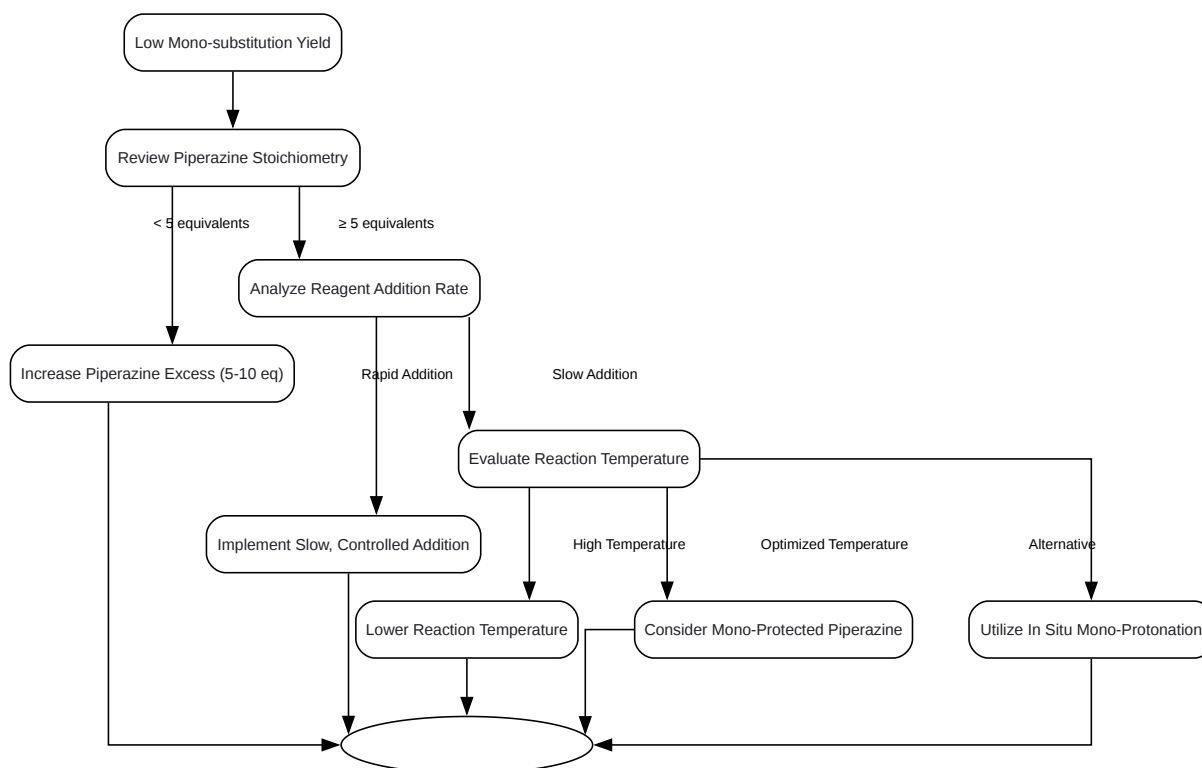 Low Mono-substitution Yield
Review Piperazine Stoichiometry
< 5 equivalents
≥ 5 equivalents
Analyze Reagent Addition Rate
Increase Piperazine Excess (5-10 eq)
Rapid Addition
Slow Addition
Evaluate Reaction Temperature
Implement Slow, Controlled Addition
High Temperature
Optimized Temperature
Alternative
Lower Reaction Temperature
Consider Mono-Protected Piperazine
Utilize In Situ Mono-Protonation